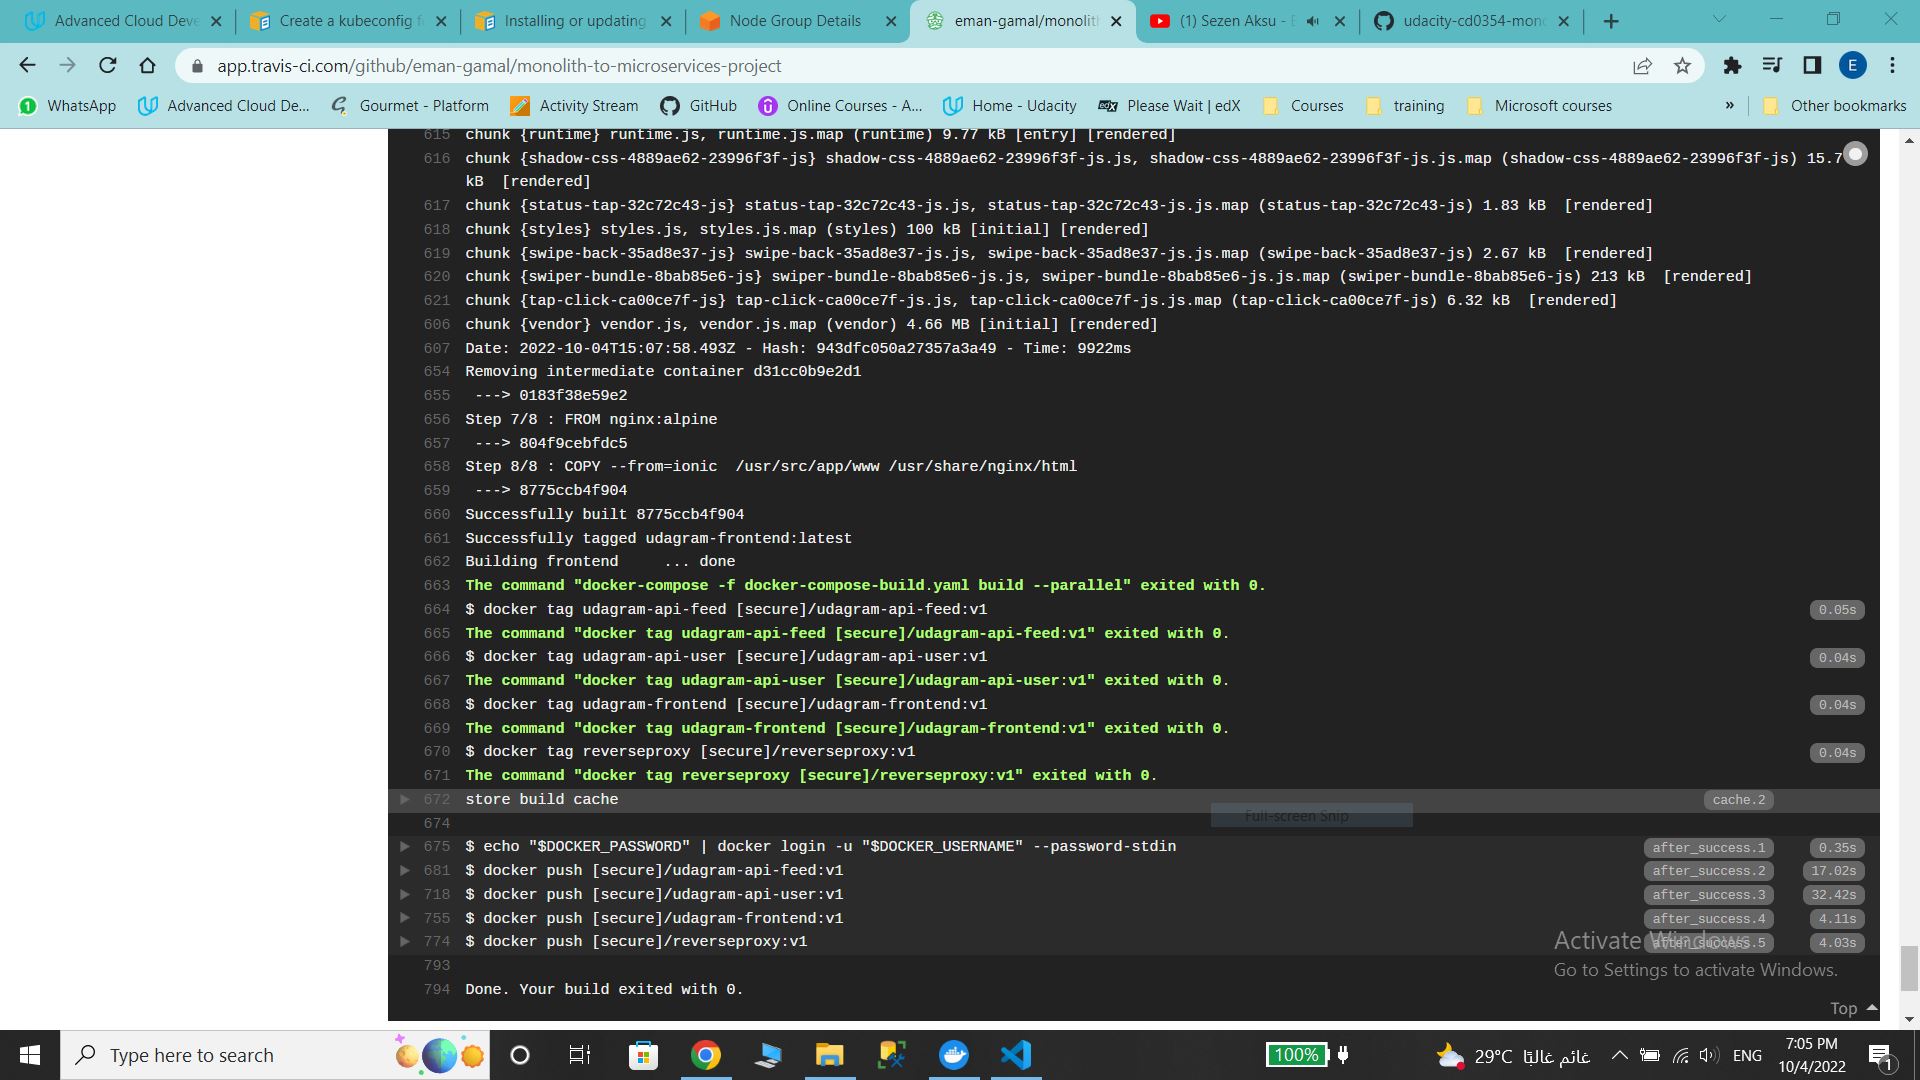 Advanced Cloud Deve
Create a kubeconfig f
Installing or updating
Node Group Details
eman-gamal/monolith
(1) Sezen Aksu - E
udacity-cd0354-mono
app.travis-ci.com/github/eman-gamal/monolith-to-microservices-project
E
1 WhatsApp
Advanced Cloud De...
Gourmet - Platform
Activity Stream
GitHub
Online Courses - A...
Home - Udacity
edX Please Wait | edX
Courses
training
Microsoft courses
»
Other bookmarks
615 chunk {runtime} runtime.js, runtime.js.map (runtime) 9.77 kB [entry] [rendered]
616 chunk {shadow-css-4889ae62-23996f3f-js} shadow-css-4889ae62-23996f3f-js.js, shadow-css-4889ae62-23996f3f-js.js.map (shadow-css-4889ae62-23996f3f-js) 15.7
kB  [rendered]
617 chunk {status-tap-32c72c43-js} status-tap-32c72c43-js.js, status-tap-32c72c43-js.js.map (status-tap-32c72c43-js) 1.83 kB  [rendered]
618 chunk {styles} styles.js, styles.js.map (styles) 100 kB [initial] [rendered]
619 chunk {swipe-back-35ad8e37-js} swipe-back-35ad8e37-js.js, swipe-back-35ad8e37-js.js.map (swipe-back-35ad8e37-js) 2.67 kB  [rendered]
620 chunk {swiper-bundle-8bab85e6-js} swiper-bundle-8bab85e6-js.js, swiper-bundle-8bab85e6-js.js.map (swiper-bundle-8bab85e6-js) 213 kB  [rendered]
621 chunk {tap-click-ca00ce7f-js} tap-click-ca00ce7f-js.js, tap-click-ca00ce7f-js.js.map (tap-click-ca00ce7f-js) 6.32 kB  [rendered]
606 chunk {vendor} vendor.js, vendor.js.map (vendor) 4.66 MB [initial] [rendered]
607 Date: 2022-10-04T15:07:58.493Z - Hash: 943dfc050a27357a3a49 - Time: 9922ms
654 Removing intermediate container d31cc0b9e2d1
655 ---> 0183f38e59e2
656 Step 7/8 : FROM nginx:alpine
657 ---> 804f9cebfdc5
658 Step 8/8 : COPY --from=ionic  /usr/src/app/www /usr/share/nginx/html
659 ---> 8775ccb4f904
660 Successfully built 8775ccb4f904
661 Successfully tagged udagram-frontend:latest
662 Building frontend     ... done
663 The command "docker-compose -f docker-compose-build.yaml build --parallel" exited with 0.
664 $ docker tag udagram-api-feed [secure]/udagram-api-feed:v1 0.05s
665 The command "docker tag udagram-api-feed [secure]/udagram-api-feed:v1" exited with 0.
666 $ docker tag udagram-api-user [secure]/udagram-api-user:v1 0.04s
667 The command "docker tag udagram-api-user [secure]/udagram-api-user:v1" exited with 0.
668 $ docker tag udagram-frontend [secure]/udagram-frontend:v1 0.04s
669 The command "docker tag udagram-frontend [secure]/udagram-frontend:v1" exited with 0.
670 $ docker tag reverseproxy [secure]/reverseproxy:v1 0.04s
671 The command "docker tag reverseproxy [secure]/reverseproxy:v1" exited with 0.
672 store build cache cache.2
Full-screen Snip
674
675 $ echo "$DOCKER_PASSWORD" | docker login -u "$DOCKER_USERNAME" --password-stdin after_success.1 0.35s
681 $ docker push [secure]/udagram-api-feed:v1 after_success.2 17.02s
718 $ docker push [secure]/udagram-api-user:v1 after_success.3 32.42s
755 $ docker push [secure]/udagram-frontend:v1 after_success.4 4.11s
774 $ docker push [secure]/reverseproxy:v1 after_success.5 4.03s
Activate Windows
793
Go to Settings to activate Windows.
794 Done. Your build exited with 0.
Top
Type here to search
100%
29°C غائم غالبًا
ENG
7:05 PM
10/4/2022
1